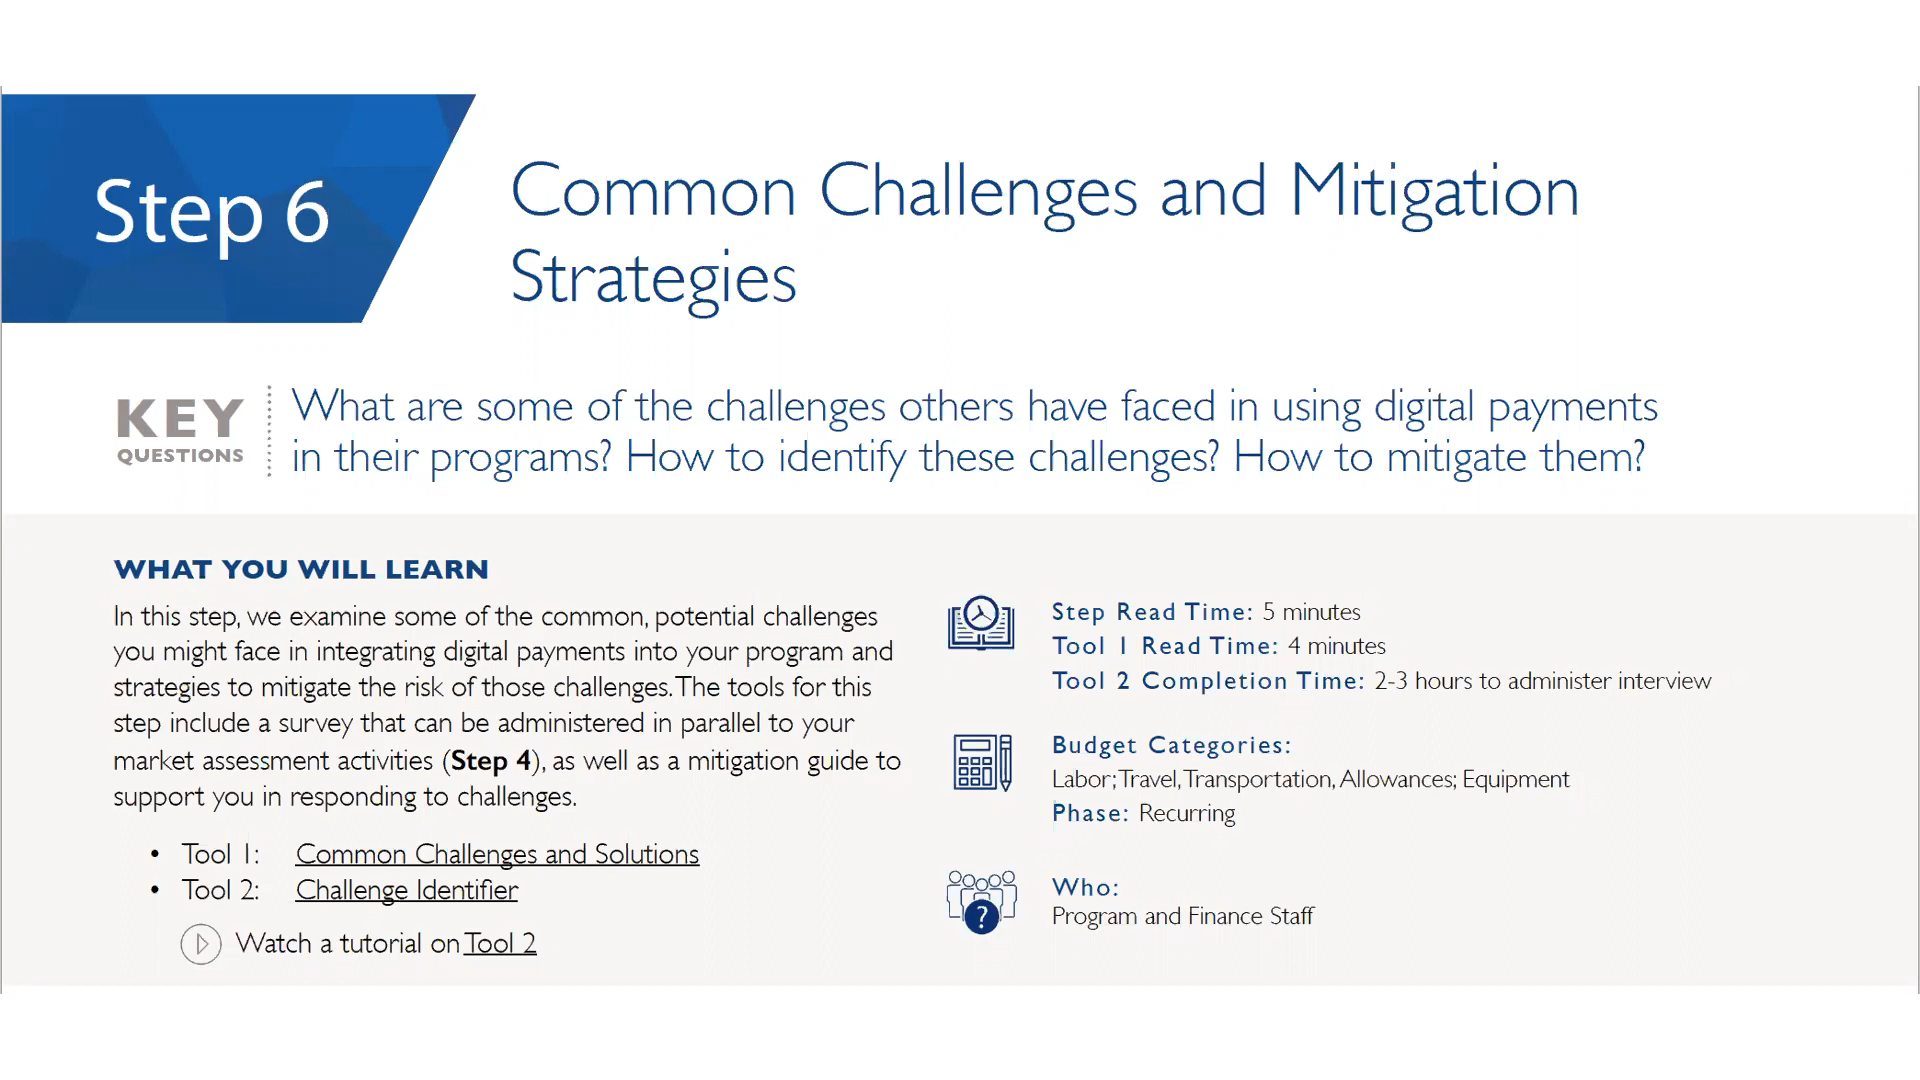 Step 6
Common Challenges and Mitigation
Strategies
KEY
QUESTIONS
What are some of the challenges others have faced in using digital payments
in their programs? How to identify these challenges? How to mitigate them?
WHAT YOU WILL LEARN
In this step, we examine some of the common, potential challenges
you might face in integrating digital payments into your program and
strategies to mitigate the risk of those challenges. The tools for this
step include a survey that can be administered in parallel to your
market assessment activities (Step 4), as well as a mitigation guide to
support you in responding to challenges.
• Tool 1: Common Challenges and Solutions
• Tool 2: Challenge Identifier
Watch a tutorial on Tool 2
Step Read Time: 5 minutes
Tool 1 Read Time: 4 minutes
Tool 2 Completion Time: 2-3 hours to administer interview
Budget Categories:
Labor; Travel, Transportation, Allowances; Equipment
Phase: Recurring
?
Who:
Program and Finance Staff